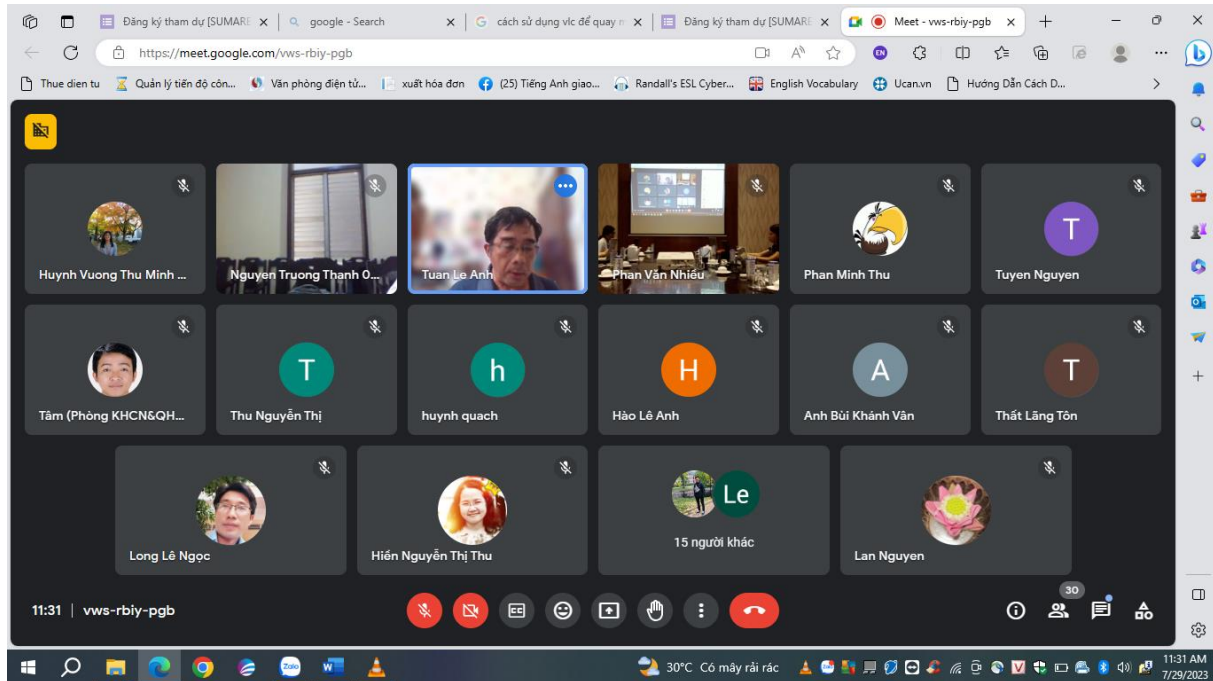 Đăng ký tham dự [SUMARE
google - Search
cách sử dụng vlc để quay m
Đăng ký tham dự [SUMARE
Meet - vws-rbiy-pgb
https://meet.google.com/vws-rbiy-pgb
Thue dien tu
Quản lý tiến độ côn...
Văn phòng điện tử...
xuất hóa đơn
(25) Tiếng Anh giao...
Randall's ESL Cyber...
English Vocabulary
Ucan.vn
Hướng Dẫn Cách D...
Huynh Vuong Thu Minh ...
Nguyen Truong Thanh 0...
Tuan Le Anh
Phan Văn Nhiều
Phan Minh Thu
T
Tuyen Nguyen
Tâm (Phòng KHCN&QH...
T
Thu Nguyễn Thị
h
huynh quach
H
Hào Lê Anh
A
Anh Bùi Khánh Vân
T
Thất Lãng Tôn
Long Lê Ngọc
Hiền Nguyễn Thị Thu
Le
15 người khác
Lan Nguyen
11:31 | vws-rbiy-pgb
30
30°C Có mây rải rác
11:31 AM
7/29/2023